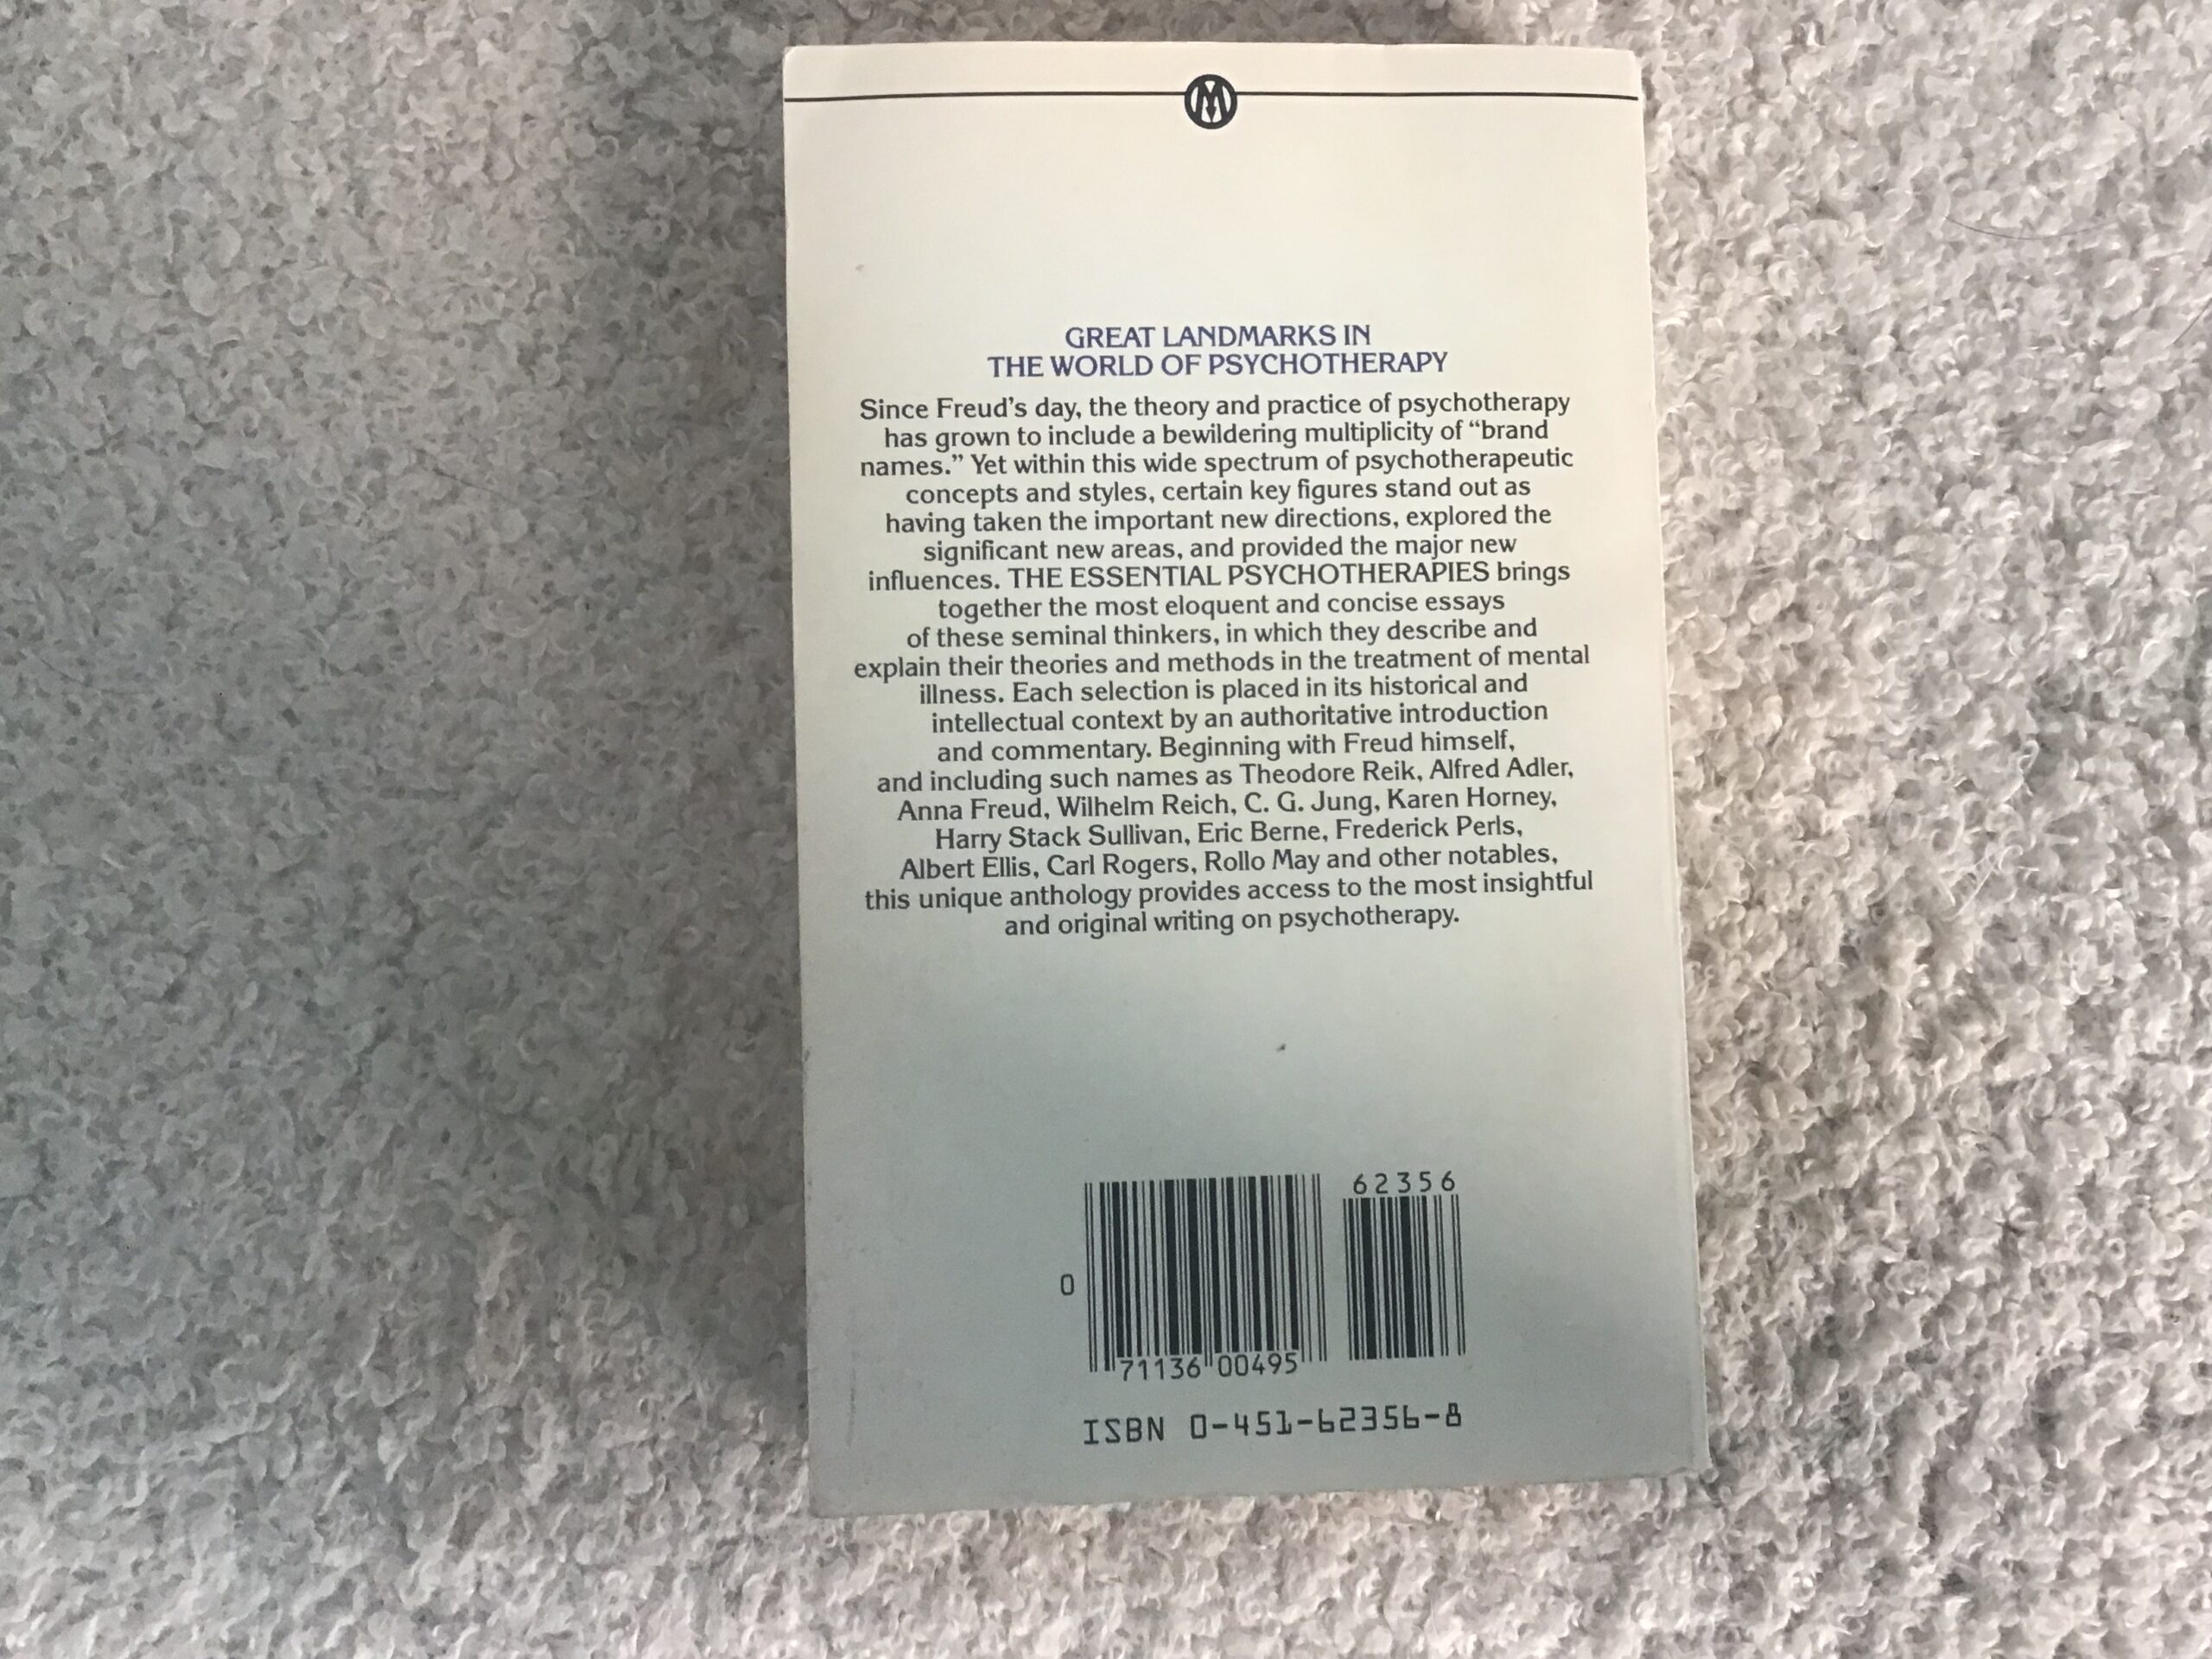 M
GREAT LANDMARKS IN
THE WORLD OF PSYCHOTHERAPY
Since Freud's day, the theory and practice of psychotherapy
has grown to include a bewildering multiplicity of “brand
names.” Yet within this wide spectrum of psychotherapeutic
concepts and styles, certain key figures stand out as
having taken the important new directions, explored the
significant new areas, and provided the major new
influences. THE ESSENTIAL PSYCHOTHERAPIES brings
together the most eloquent and concise essays
of these seminal thinkers, in which they describe and
explain their theories and methods in the treatment of mental
illness. Each selection is placed in its historical and
intellectual context by an authoritative introduction
and commentary. Beginning with Freud himself,
and including such names as Theodore Reik, Alfred Adler,
Anna Freud, Wilhelm Reich, C. G. Jung, Karen Horney,
Harry Stack Sullivan, Eric Berne, Frederick Perls,
Albert Ellis, Carl Rogers, Rollo May and other notables,
this unique anthology provides access to the most insightful
and original writing on psychotherapy.
62356
0
71136 00495
ISBN 0-451-62356-8